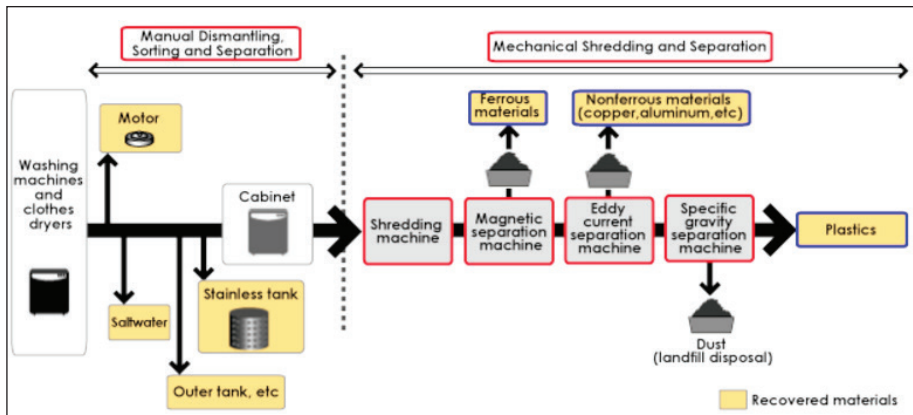 Manual Dismantling,
Sorting and Separation
Mechanical Shredding and Separation
Motor
Ferrous
materials
Nonferrous materials
(copper,aluminum,etc)
Washing
machines
and
clothes
dryers
Cabinet
Shredding
machine
Magnetic
separation
machine
Eddy
current
separation
machine
Specific
gravity
separation
machine
Plastics
Saltwater
Stainless tank
Outer tank, etc
Dust
(landfill disposal)
Recovered materials